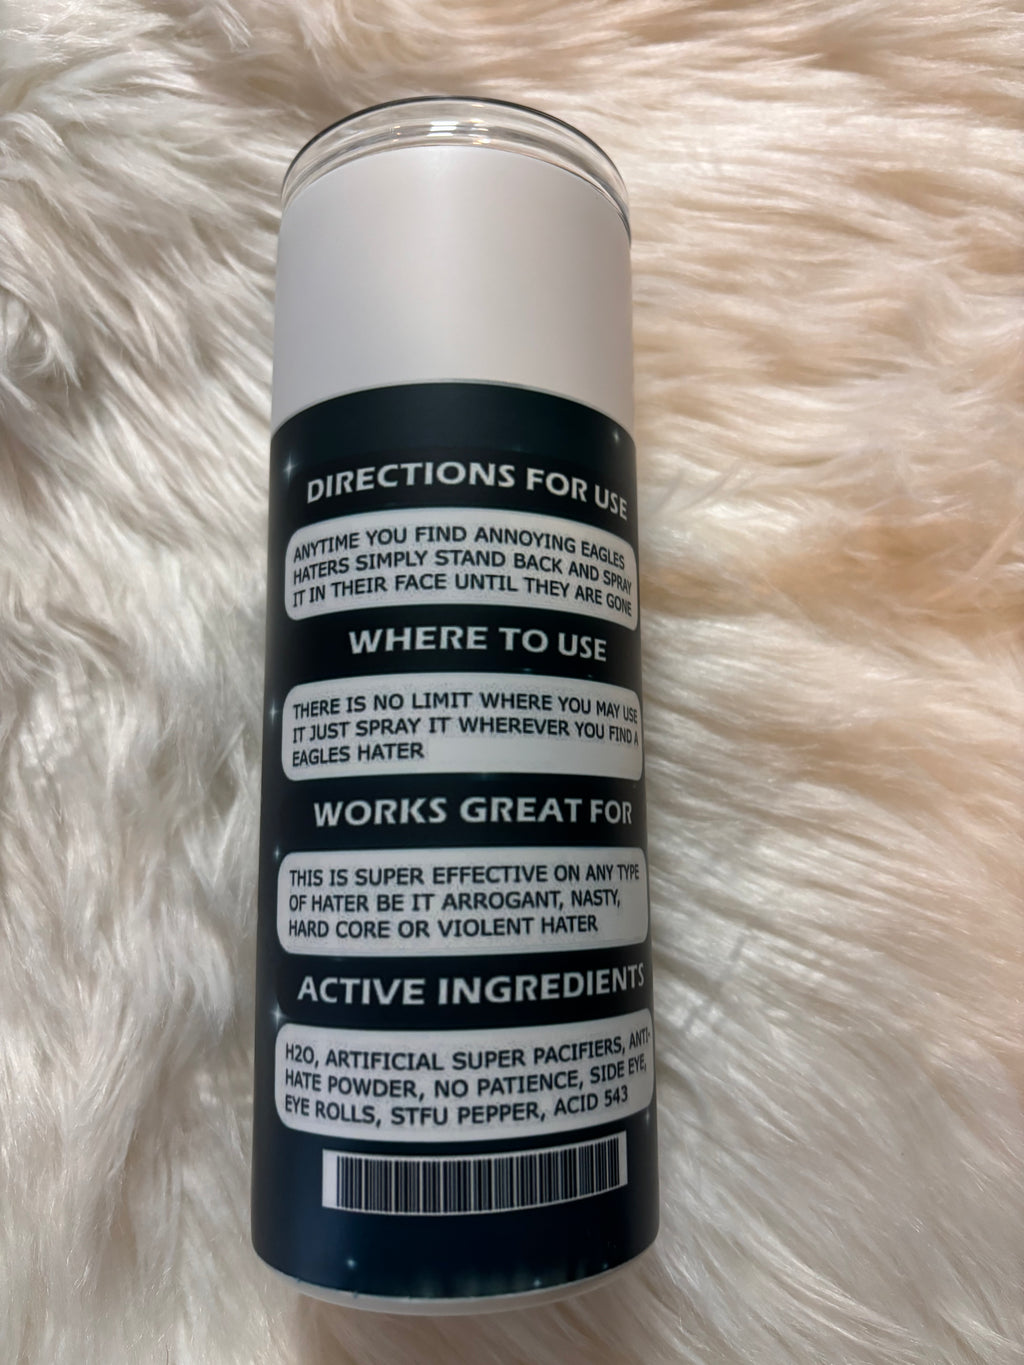 DIRECTIONS FOR USE
ANYTIME YOU FIND ANNOYING EAGLES
HATERS SIMPLY STAND BACK AND SPRAY
IT IN THEIR FACE UNTIL THEY ARE GONE
WHERE TO USE
THERE IS NO LIMIT WHERE YOU MAY USE
IT JUST SPRAY IT WHEREVER YOU FIND A
EAGLES HATER
WORKS GREAT FOR
THIS IS SUPER EFFECTIVE ON ANY TYPE
OF HATER BE IT ARROGANT, NASTY,
HARD CORE OR VIOLENT HATER
ACTIVE INGREDIENTS
H2O, ARTIFICIAL SUPER PACIFIERS, ANTI-
HATE POWDER, NO PATIENCE, SIDE EYE,
EYE ROLLS, STFU PEPPER, ACID 543